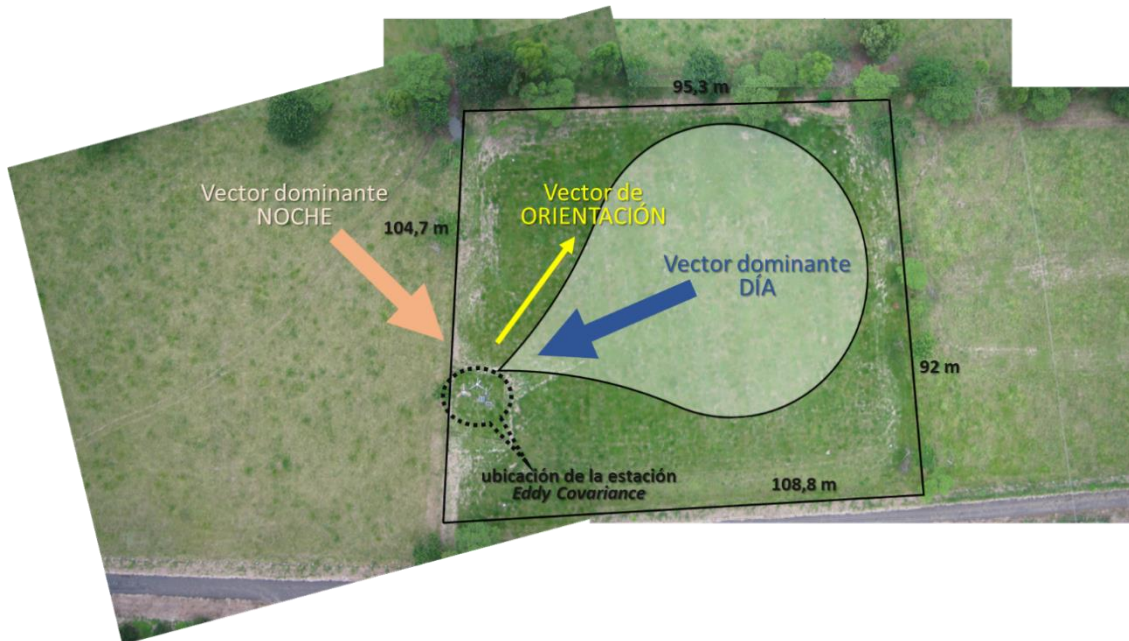 95,3 m
Vector dominante
NOCHE
Vector de
ORIENTACIÓN
104,7 m
Vector dominante
DÍA
92 m
ubicación de la estación
Eddy Covariance
108,8 m